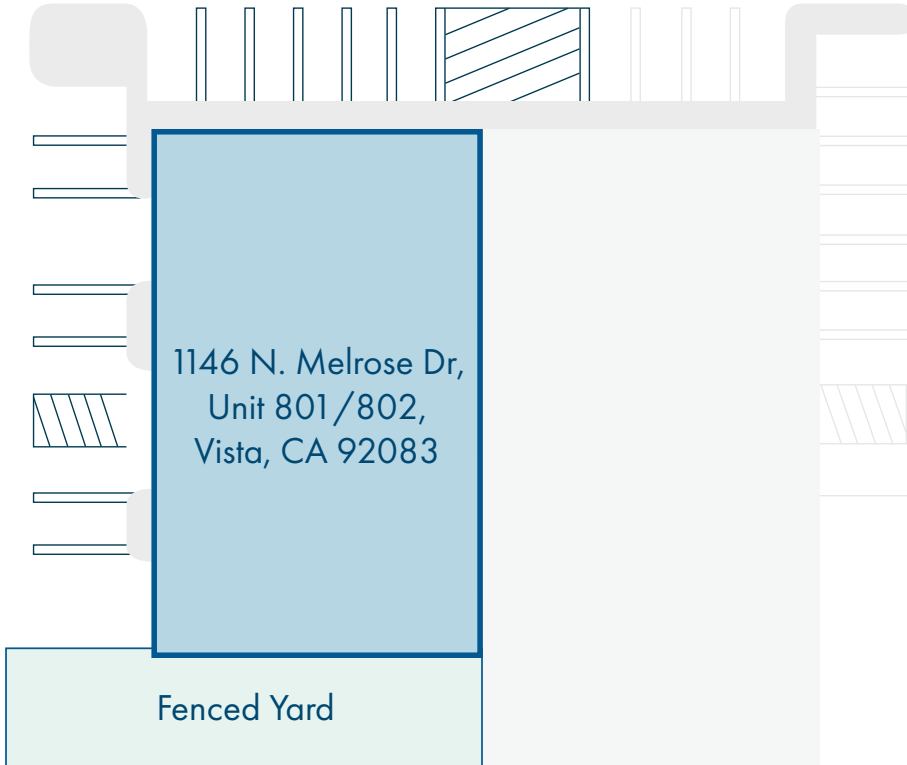 1146 N. Melrose Dr,
Unit 801/802,
Vista, CA 92083
Fenced Yard